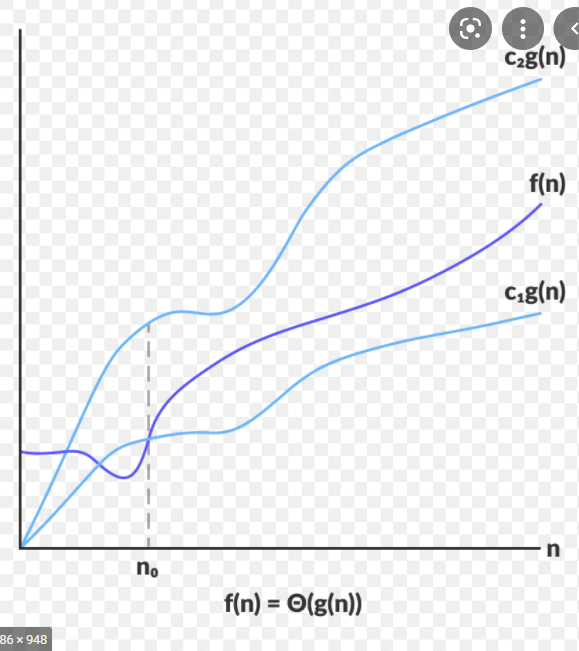 c₂g(n)
f(n)
c₁g(n)
n
n₀
f(n) = Θ(g(n))
86 × 948